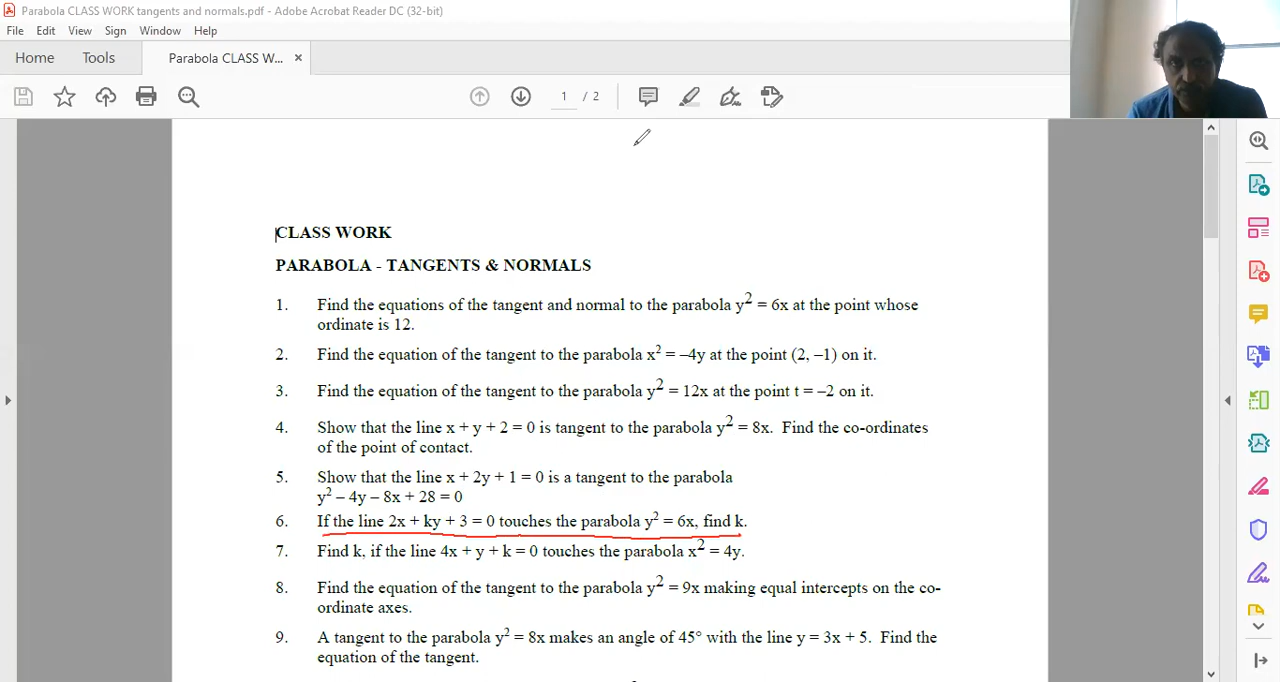 Parabola CLASS WORK tangents and normals.pdf - Adobe Acrobat Reader DC (32-bit)
File Edit View Sign Window Help
Home Tools Parabola CLASS W... ×
1 / 2
CLASS WORK
PARABOLA - TANGENTS & NORMALS
1. Find the equations of the tangent and normal to the parabola y² = 6x at the point whose
ordinate is 12.
2. Find the equation of the tangent to the parabola x² = –4y at the point (2, –1) on it.
3. Find the equation of the tangent to the parabola y² = 12x at the point t = –2 on it.
4. Show that the line x + y + 2 = 0 is tangent to the parabola y² = 8x. Find the co-ordinates
of the point of contact.
5. Show that the line x + 2y + 1 = 0 is a tangent to the parabola
y² – 4y – 8x + 28 = 0
6. If the line 2x + ky + 3 = 0 touches the parabola y² = 6x, find k.
7. Find k, if the line 4x + y + k = 0 touches the parabola x² = 4y.
8. Find the equation of the tangent to the parabola y² = 9x making equal intercepts on the co-
ordinate axes.
9. A tangent to the parabola y² = 8x makes an angle of 45° with the line y = 3x + 5. Find the
equation of the tangent.